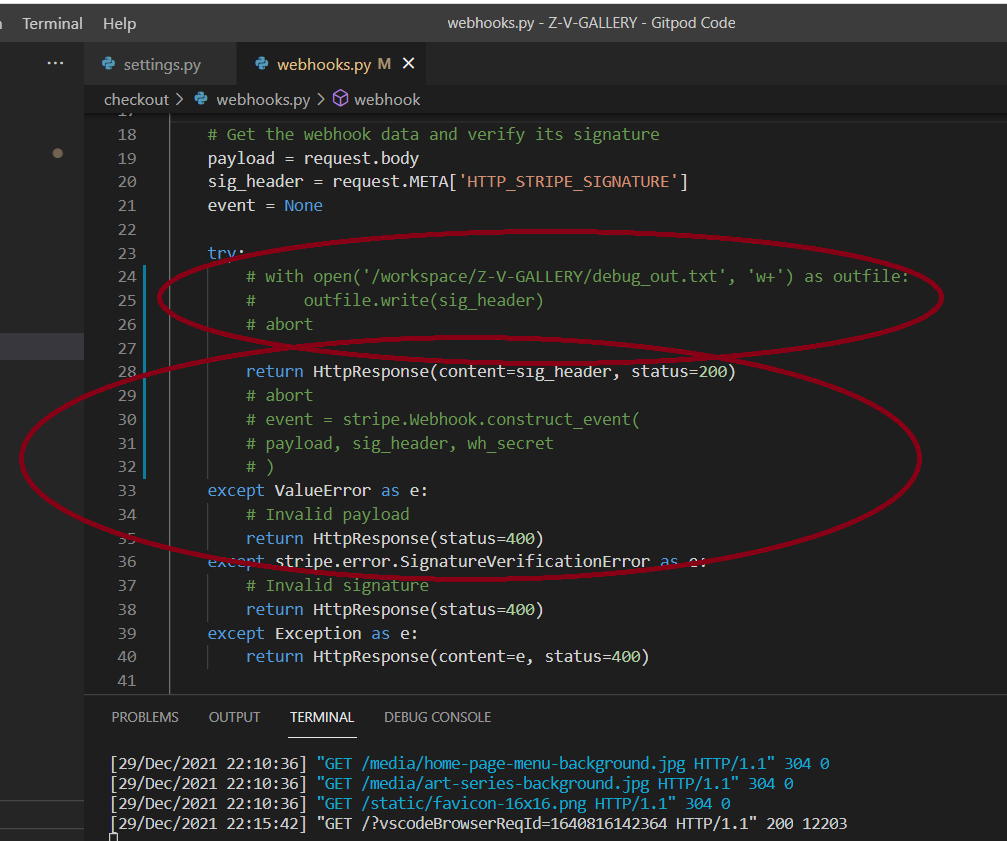 Terminal Help webhooks.py - Z-V-GALLERY - Gitpod Code
··· settings.py webhooks.py M ×
checkout > webhooks.py > webhook
17
18 # Get the webhook data and verify its signature
19 payload = request.body
20 sig_header = request.META['HTTP_STRIPE_SIGNATURE']
21 event = None
22
23 try:
24 # with open('/workspace/Z-V-GALLERY/debug_out.txt', 'w+') as outfile:
25 #     outfile.write(sig_header)
26 # abort
27
28 return HttpResponse(content=sig_header, status=200)
29 # abort
30 # event = stripe.Webhook.construct_event(
31 # payload, sig_header, wh_secret
32 # )
33 except ValueError as e:
34 # Invalid payload
35 return HttpResponse(status=400)
36 except stripe.error.SignatureVerificationError as e:
37 # Invalid signature
38 return HttpResponse(status=400)
39 except Exception as e:
40 return HttpResponse(content=e, status=400)
41
PROBLEMS OUTPUT TERMINAL DEBUG CONSOLE
[29/Dec/2021 22:10:36] "GET /media/home-page-menu-background.jpg HTTP/1.1" 304 0
[29/Dec/2021 22:10:36] "GET /media/art-series-background.jpg HTTP/1.1" 304 0
[29/Dec/2021 22:10:36] "GET /static/favicon-16x16.png HTTP/1.1" 304 0
[29/Dec/2021 22:15:42] "GET /?vscodeBrowserReqId=1640816142364 HTTP/1.1" 200 12203